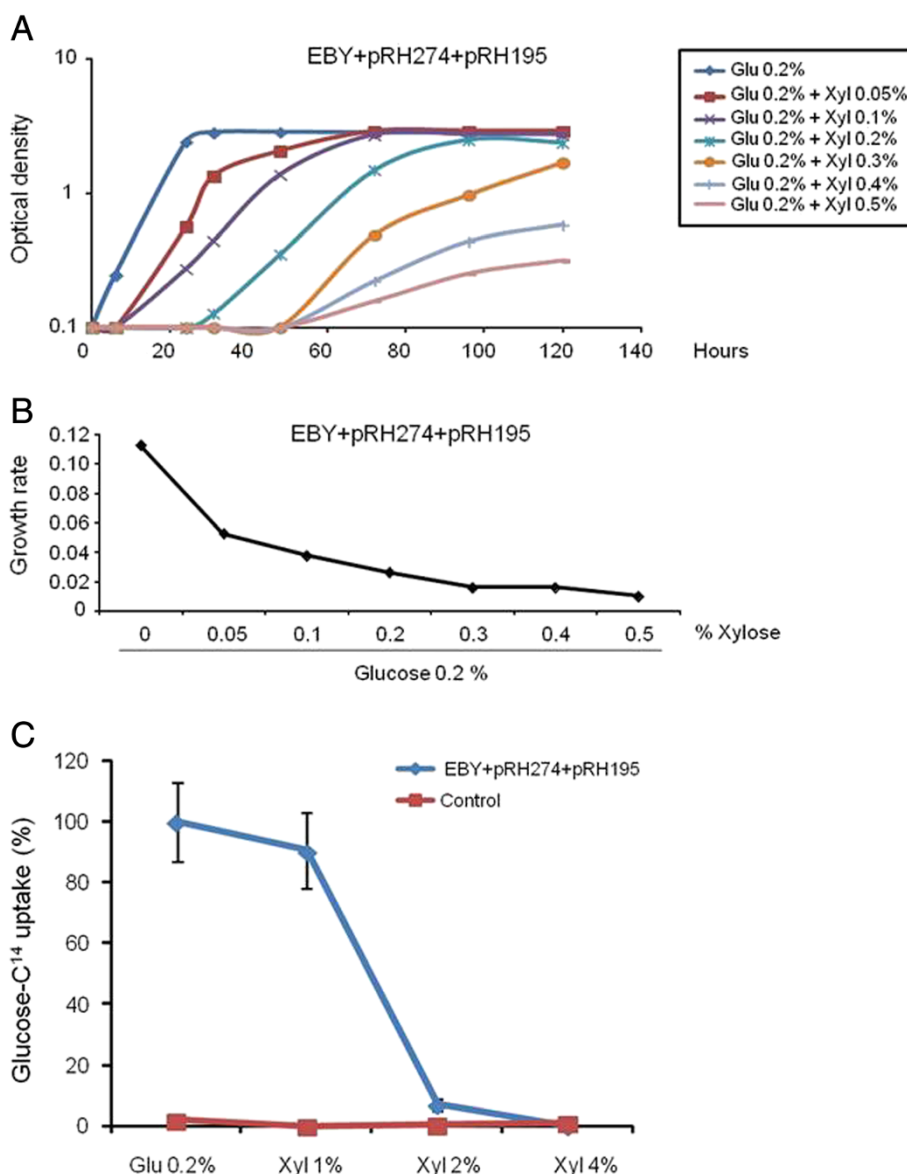 A
EBY+pRH274+pRH195
Optical density
10
1
0.1
0 20 40 60 80 100 120 140
Hours
Glu 0.2%
Glu 0.2% + Xyl 0.05%
Glu 0.2% + Xyl 0.1%
Glu 0.2% + Xyl 0.2%
Glu 0.2% + Xyl 0.3%
Glu 0.2% + Xyl 0.4%
Glu 0.2% + Xyl 0.5%
B
EBY+pRH274+pRH195
Growth rate
0.12
0.10
0.08
0.06
0.04
0.02
0
0 0.05 0.1 0.2 0.3 0.4 0.5
% Xylose
Glucose 0.2 %
C
EBY+pRH274+pRH195
Control
Glucose-C¹⁴ uptake (%)
120
100
80
60
40
20
0
Glu 0.2% Xyl 1% Xyl 2% Xyl 4%